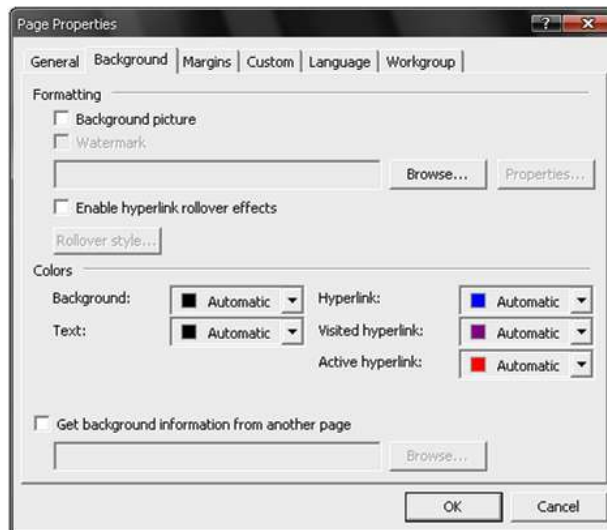 Page Properties
General Background Margins Custom Language Workgroup
Formatting
Background picture
Watermark
Browse... Properties...
Enable hyperlink rollover effects
Rollover style...
Colors
Background: Automatic Hyperlink: Automatic
Text: Automatic Visited hyperlink: Automatic
Active hyperlink: Automatic
Get background information from another page
Browse...
OK Cancel